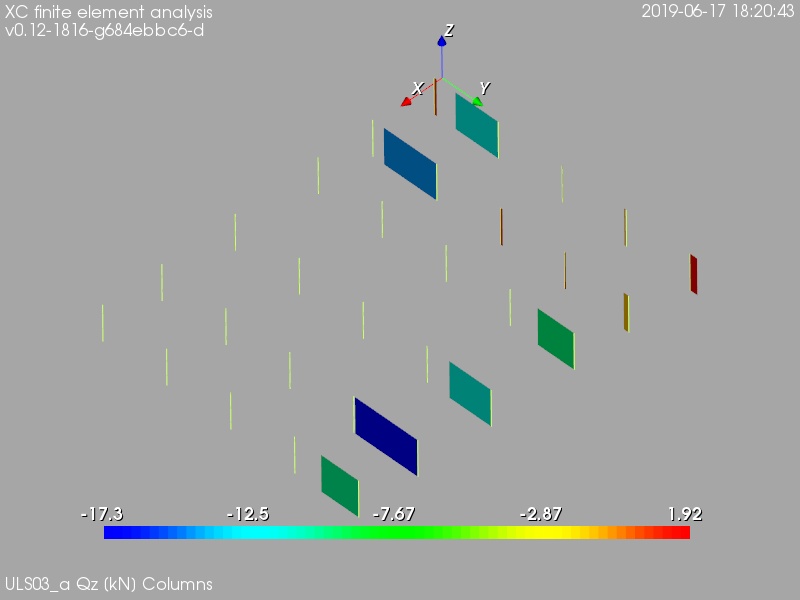 XC finite element analysis
v0.12-1816-g684ebbc6-d
2019-06-17 18:20:43
Z
X
Y
-17.3 -12.5 -7.67 -2.87 1.92
ULS03_a Qz (kN) Columns